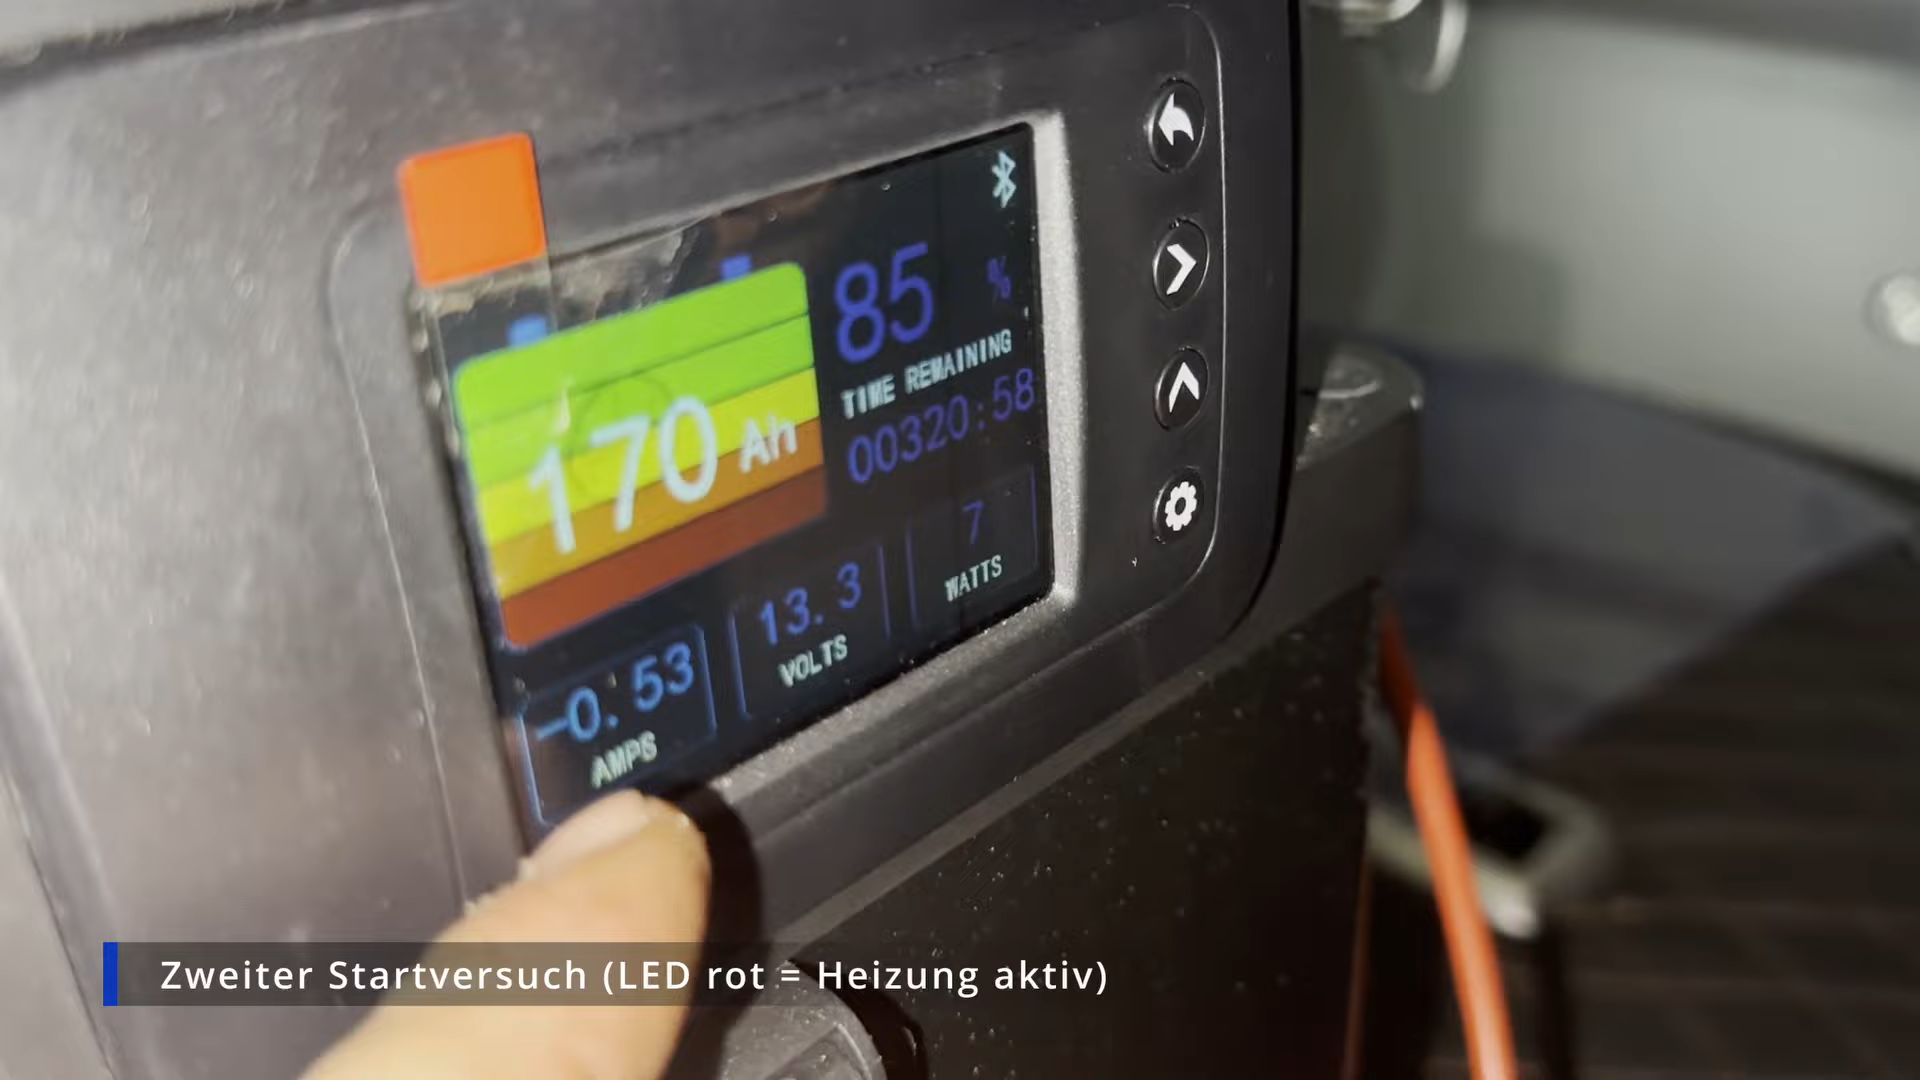 85 %
TIME REMAINING
00320:58
170 Ah
-0.53
AMPS
13.3
VOLTS
7
WATTS
Zweiter Startversuch (LED rot = Heizung aktiv)